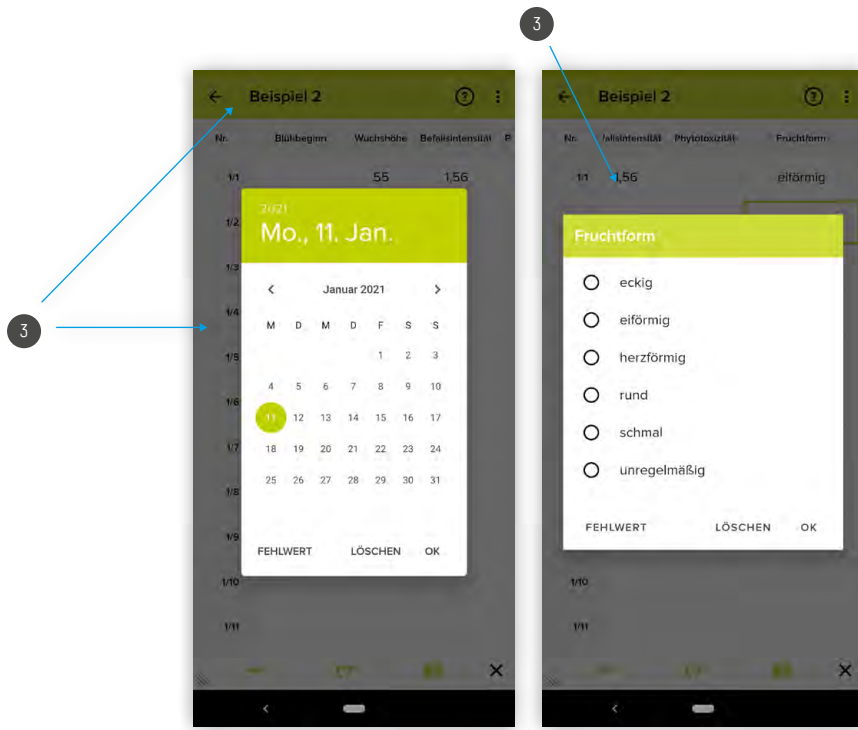 3
Beispiel 2
Nr. Blühbeginn Wuchshöhe Befallsintensität
1/1 55 1,56
1/2
2021
Mo., 11. Jan.
1/3
Januar 2021
1/4
M D M D F S S
1/5
1 2 3
4 5 6 7 8 9 10
1/6
11 12 13 14 15 16 17
1/7
18 19 20 21 22 23 24
25 26 27 28 29 30 31
1/8
1/9
FEHLWERT LÖSCHEN OK
1/10
1/11
3
Beispiel 2
Nr. Phytotoxizität Fruchtform
1/1 1,56 eiförmig
Fruchtform
eckig
eiförmig
herzförmig
rund
schmal
unregelmäßig
FEHLWERT LÖSCHEN OK
1/10
1/11